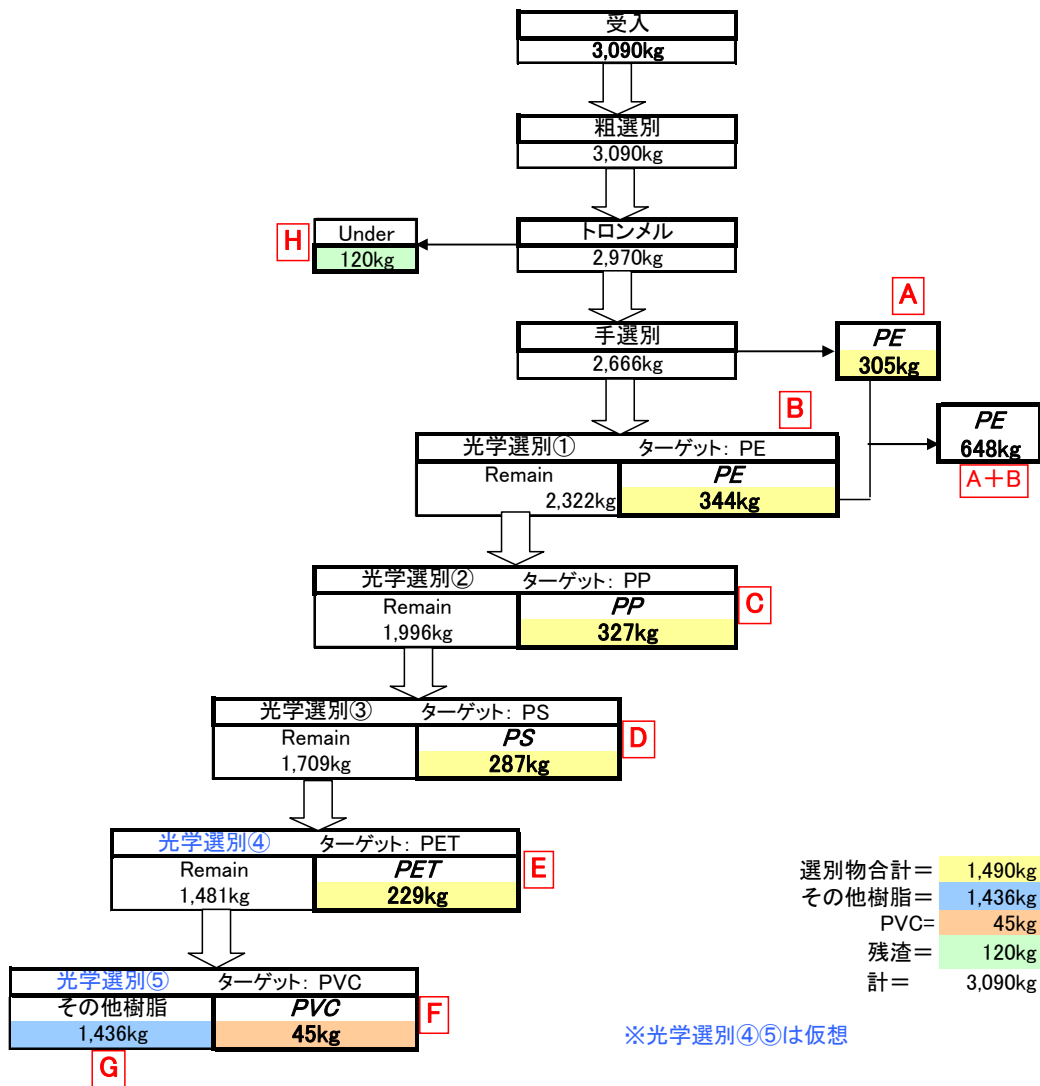 受入
3,090kg
粗選別
3,090kg
トロンメル
2,970kg
H
Under
120kg
手選別
2,666kg
A
PE
305kg
B
光学選別① ターゲット: PE
Remain
2,322kg
PE
344kg
PE
648kg
A+B
光学選別② ターゲット: PP
Remain
1,996kg
PP
327kg
C
光学選別③ ターゲット: PS
Remain
1,709kg
PS
287kg
D
光学選別④ ターゲット: PET
Remain
1,481kg
PET
229kg
E
光学選別⑤ ターゲット: PVC
その他樹脂
1,436kg
PVC
45kg
F
G
選別物合計= 1,490kg
その他樹脂= 1,436kg
PVC= 45kg
残渣= 120kg
計= 3,090kg
※光学選別④⑤は仮想